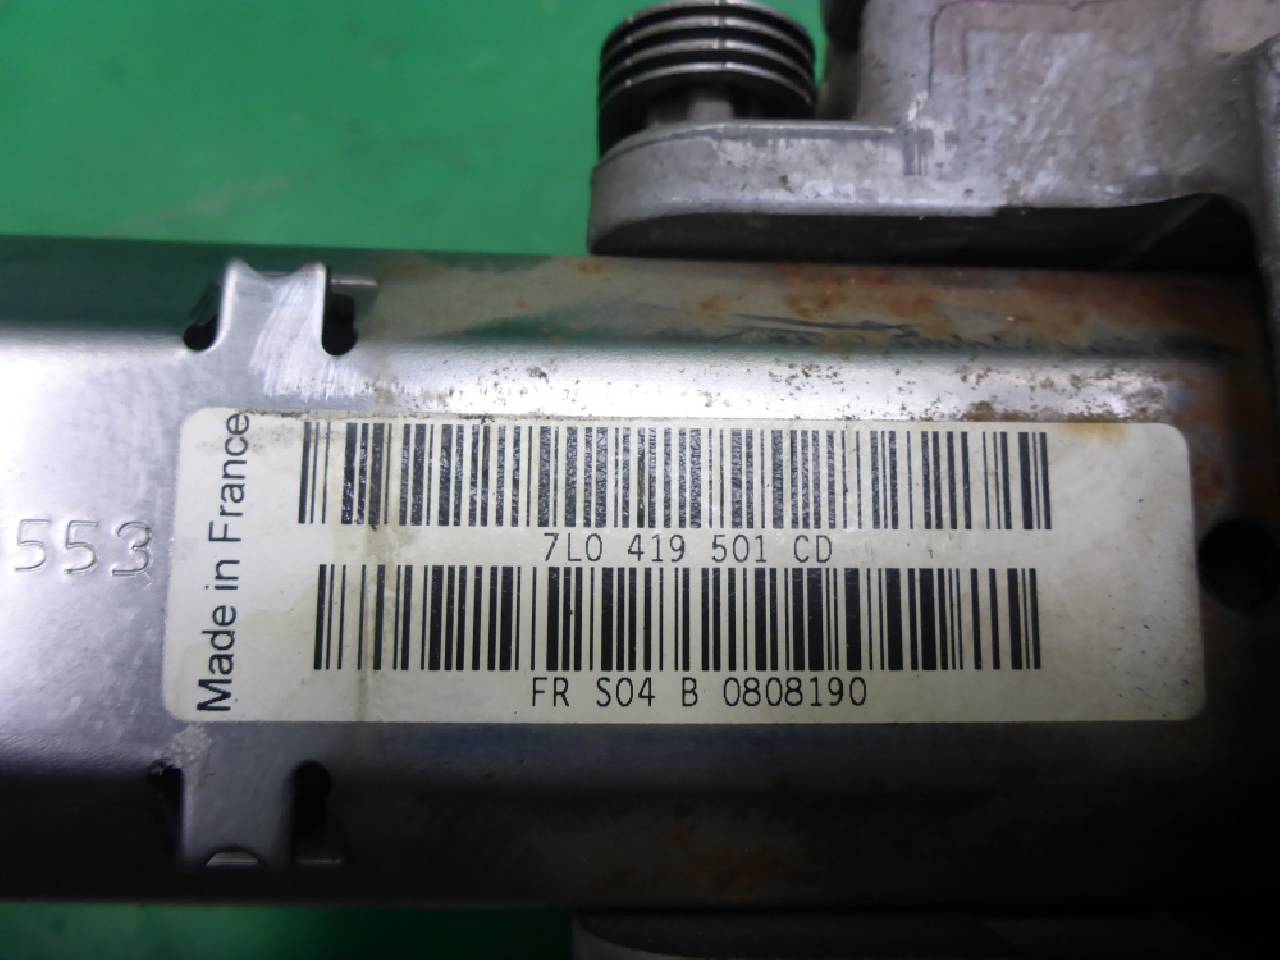 553
Made in France
7L0 419 501 CD
FR S04 B 0808190